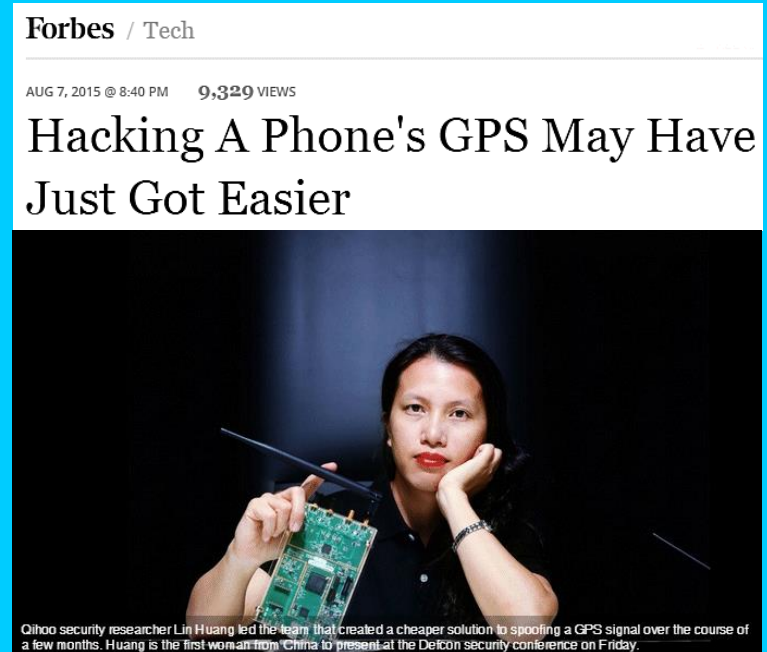 Forbes / Tech
AUG 7, 2015 @ 8:40 PM 9,329 VIEWS
Hacking A Phone's GPS May Have
Just Got Easier
Qihoo security researcher Lin Huang led the team that created a cheaper solution to spoofing a GPS signal over the course of
a few months. Huang is the first woman from China to present at the Defcon security conference on Friday.